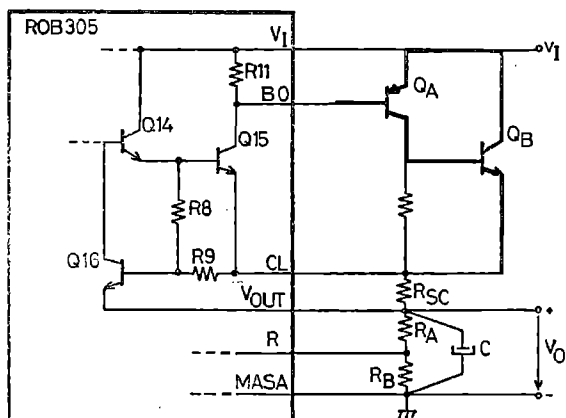 ROB305
V_I
V_I
R11
BO
Q_A
Q14
Q15
Q_B
R8
Q16
R9
CL
R_SC
V_OUT
+
R_A
R
C
V_O
R_B
MASA
-